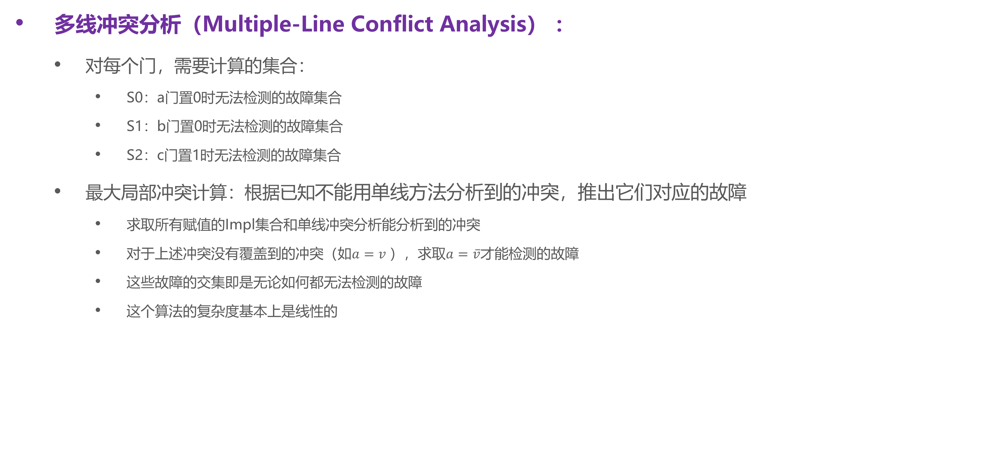 • 多线冲突分析（Multiple-Line Conflict Analysis） ：
• 对每个门，需要计算的集合：
• S0：a门置0时无法检测的故障集合
• S1：b门置0时无法检测的故障集合
• S2：c门置1时无法检测的故障集合
• 最大局部冲突计算：根据已知不能用单线方法分析到的冲突，推出它们对应的故障
• 求取所有赋值的Impl集合和单线冲突分析能分析到的冲突
• 对于上述冲突没有覆盖到的冲突（如𝑎 = 𝑣 ），求取𝑎 = 𝑣̄才能检测的故障
• 这些故障的交集即是无论如何都无法检测的故障
• 这个算法的复杂度基本上是线性的